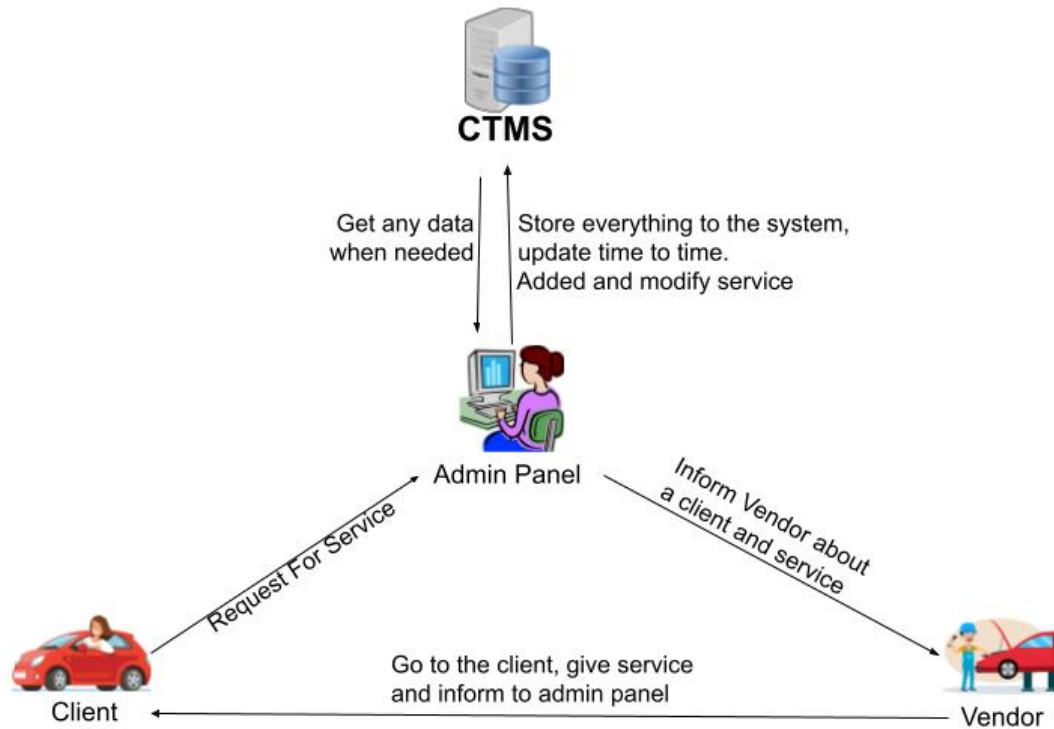 CTMS
Get any data
when needed
Store everything to the system,
update time to time.
Added and modify service
Admin Panel
Request For Service
Inform Vendor about
a client and service
Go to the client, give service
and inform to admin panel
Client
Vendor